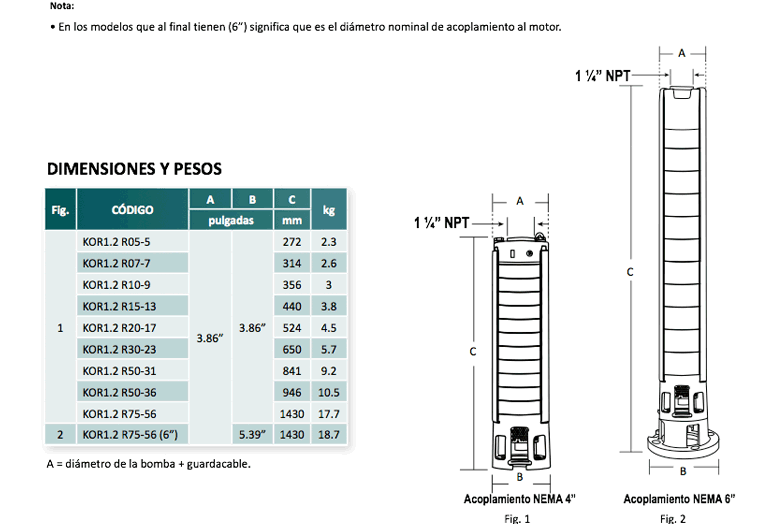 Nota:
• En los modelos que al final tienen (6”) significa que es el diámetro nominal de acoplamiento al motor.
DIMENSIONES Y PESOS
Fig. CÓDIGO A B C kg
pulgadas mm
KOR1.2 R05-5 272 2.3
KOR1.2 R07-7 314 2.6
KOR1.2 R10-9 356 3
KOR1.2 R15-13 440 3.8
1 KOR1.2 R20-17 3.86” 3.86” 524 4.5
KOR1.2 R30-23 650 5.7
KOR1.2 R50-31 841 9.2
KOR1.2 R50-36 946 10.5
KOR1.2 R75-56 1430 17.7
2 KOR1.2 R75-56 (6”) 5.39” 1430 18.7
A = diámetro de la bomba + guardacable.
A
1 ¼” NPT
C
B
Acoplamiento NEMA 4”
Fig. 1
A
1 ¼” NPT
C
B
Acoplamiento NEMA 6”
Fig. 2